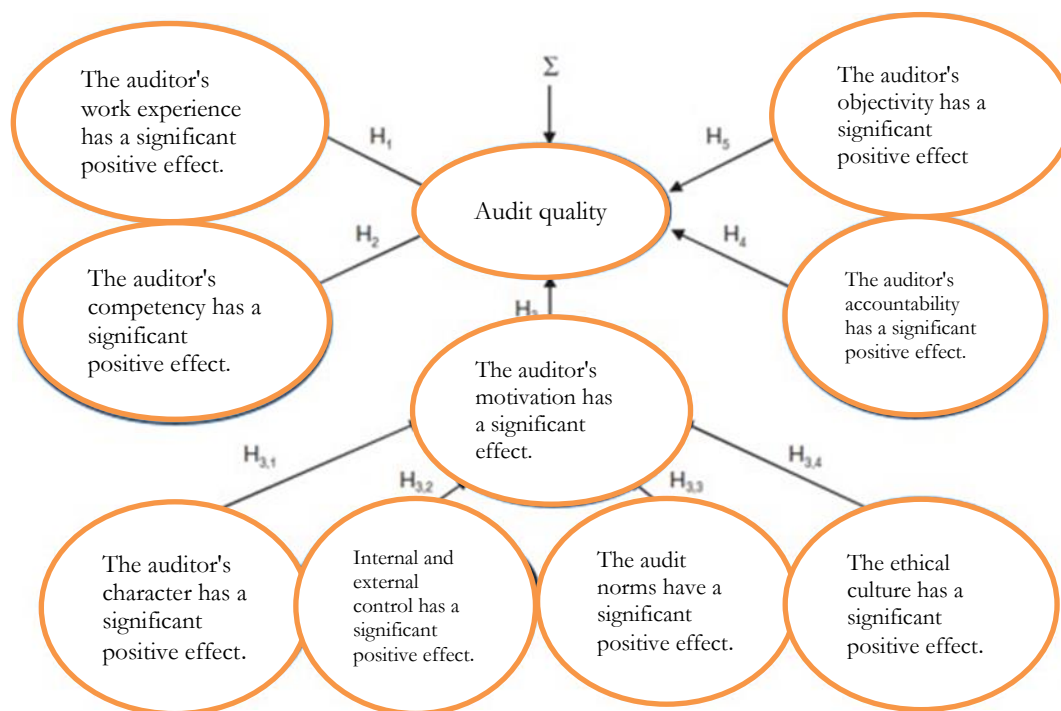 The auditor's
work experience
has a significant
positive effect.
Σ
The auditor's
objectivity has a
significant
positive effect
H1
H5
Audit quality
H2
H4
The auditor's
competency has a
significant
positive effect.
The auditor's
accountability
has a significant
positive effect.
The auditor's
motivation has
a significant
effect.
H3,1
H3,2
H3,3
H3,4
The auditor's
character has a
significant
positive effect.
Internal and
external
control has a
significant
positive effect.
The audit
norms have a
significant
positive effect.
The ethical
culture has a
significant
positive effect.